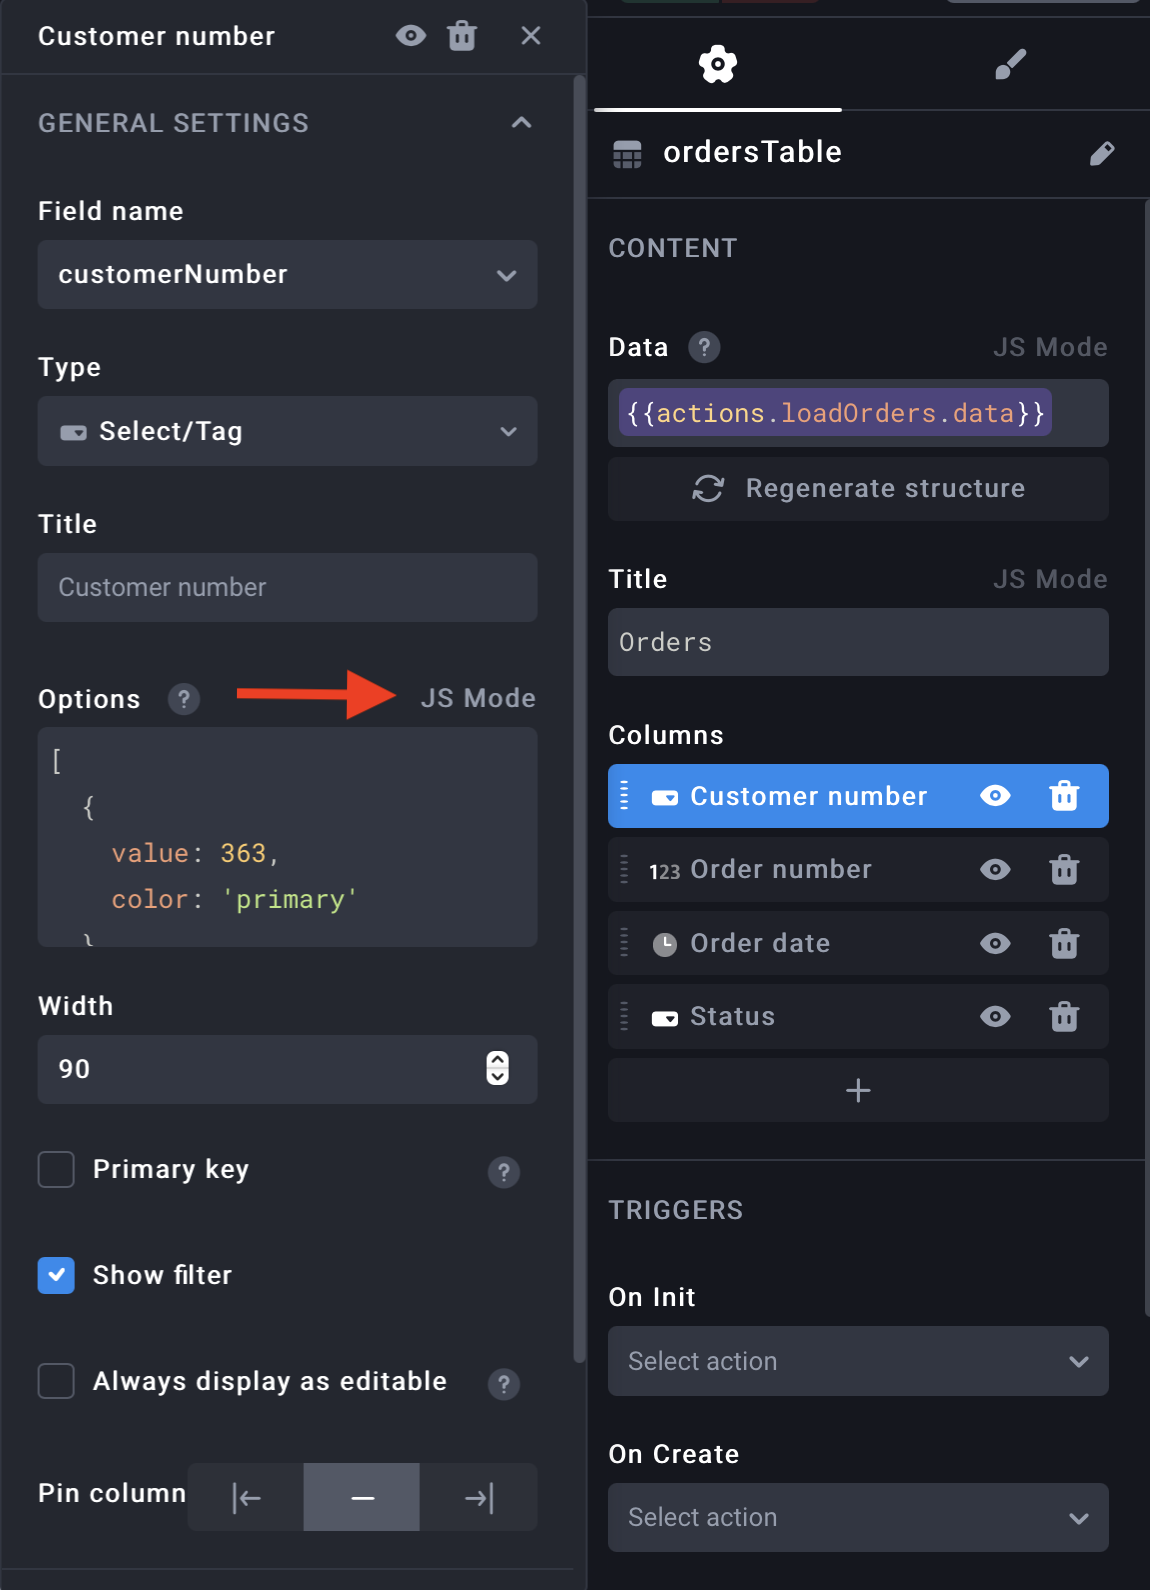 Customer number
GENERAL SETTINGS
Field name
customerNumber
Type
Select/Tag
Title
Customer number
Options ? JS Mode
[
{
value: 363,
color: 'primary'
}
Width
90
Primary key ?
Show filter
Always display as editable ?
Pin column
ordersTable
CONTENT
Data ? JS Mode
{{actions.loadOrders.data}}
Regenerate structure
Title JS Mode
Orders
Columns
Customer number
123 Order number
Order date
Status
+
TRIGGERS
On Init
Select action
On Create
Select action